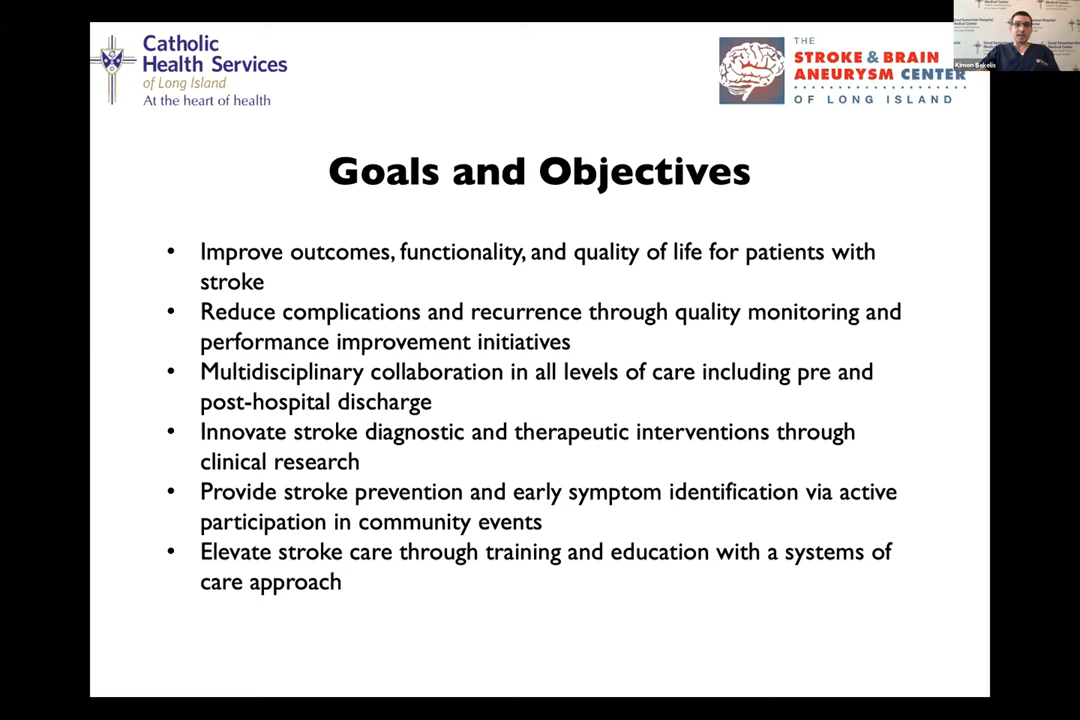 Catholic
Health Services
of Long Island
At the heart of health
THE
STROKE & BRAIN
ANEURYSM CENTER
OF LONG ISLAND
Kimon Bekelis
Goals and Objectives
• Improve outcomes, functionality, and quality of life for patients with
stroke
• Reduce complications and recurrence through quality monitoring and
performance improvement initiatives
• Multidisciplinary collaboration in all levels of care including pre and
post-hospital discharge
• Innovate stroke diagnostic and therapeutic interventions through
clinical research
• Provide stroke prevention and early symptom identification via active
participation in community events
• Elevate stroke care through training and education with a systems of
care approach